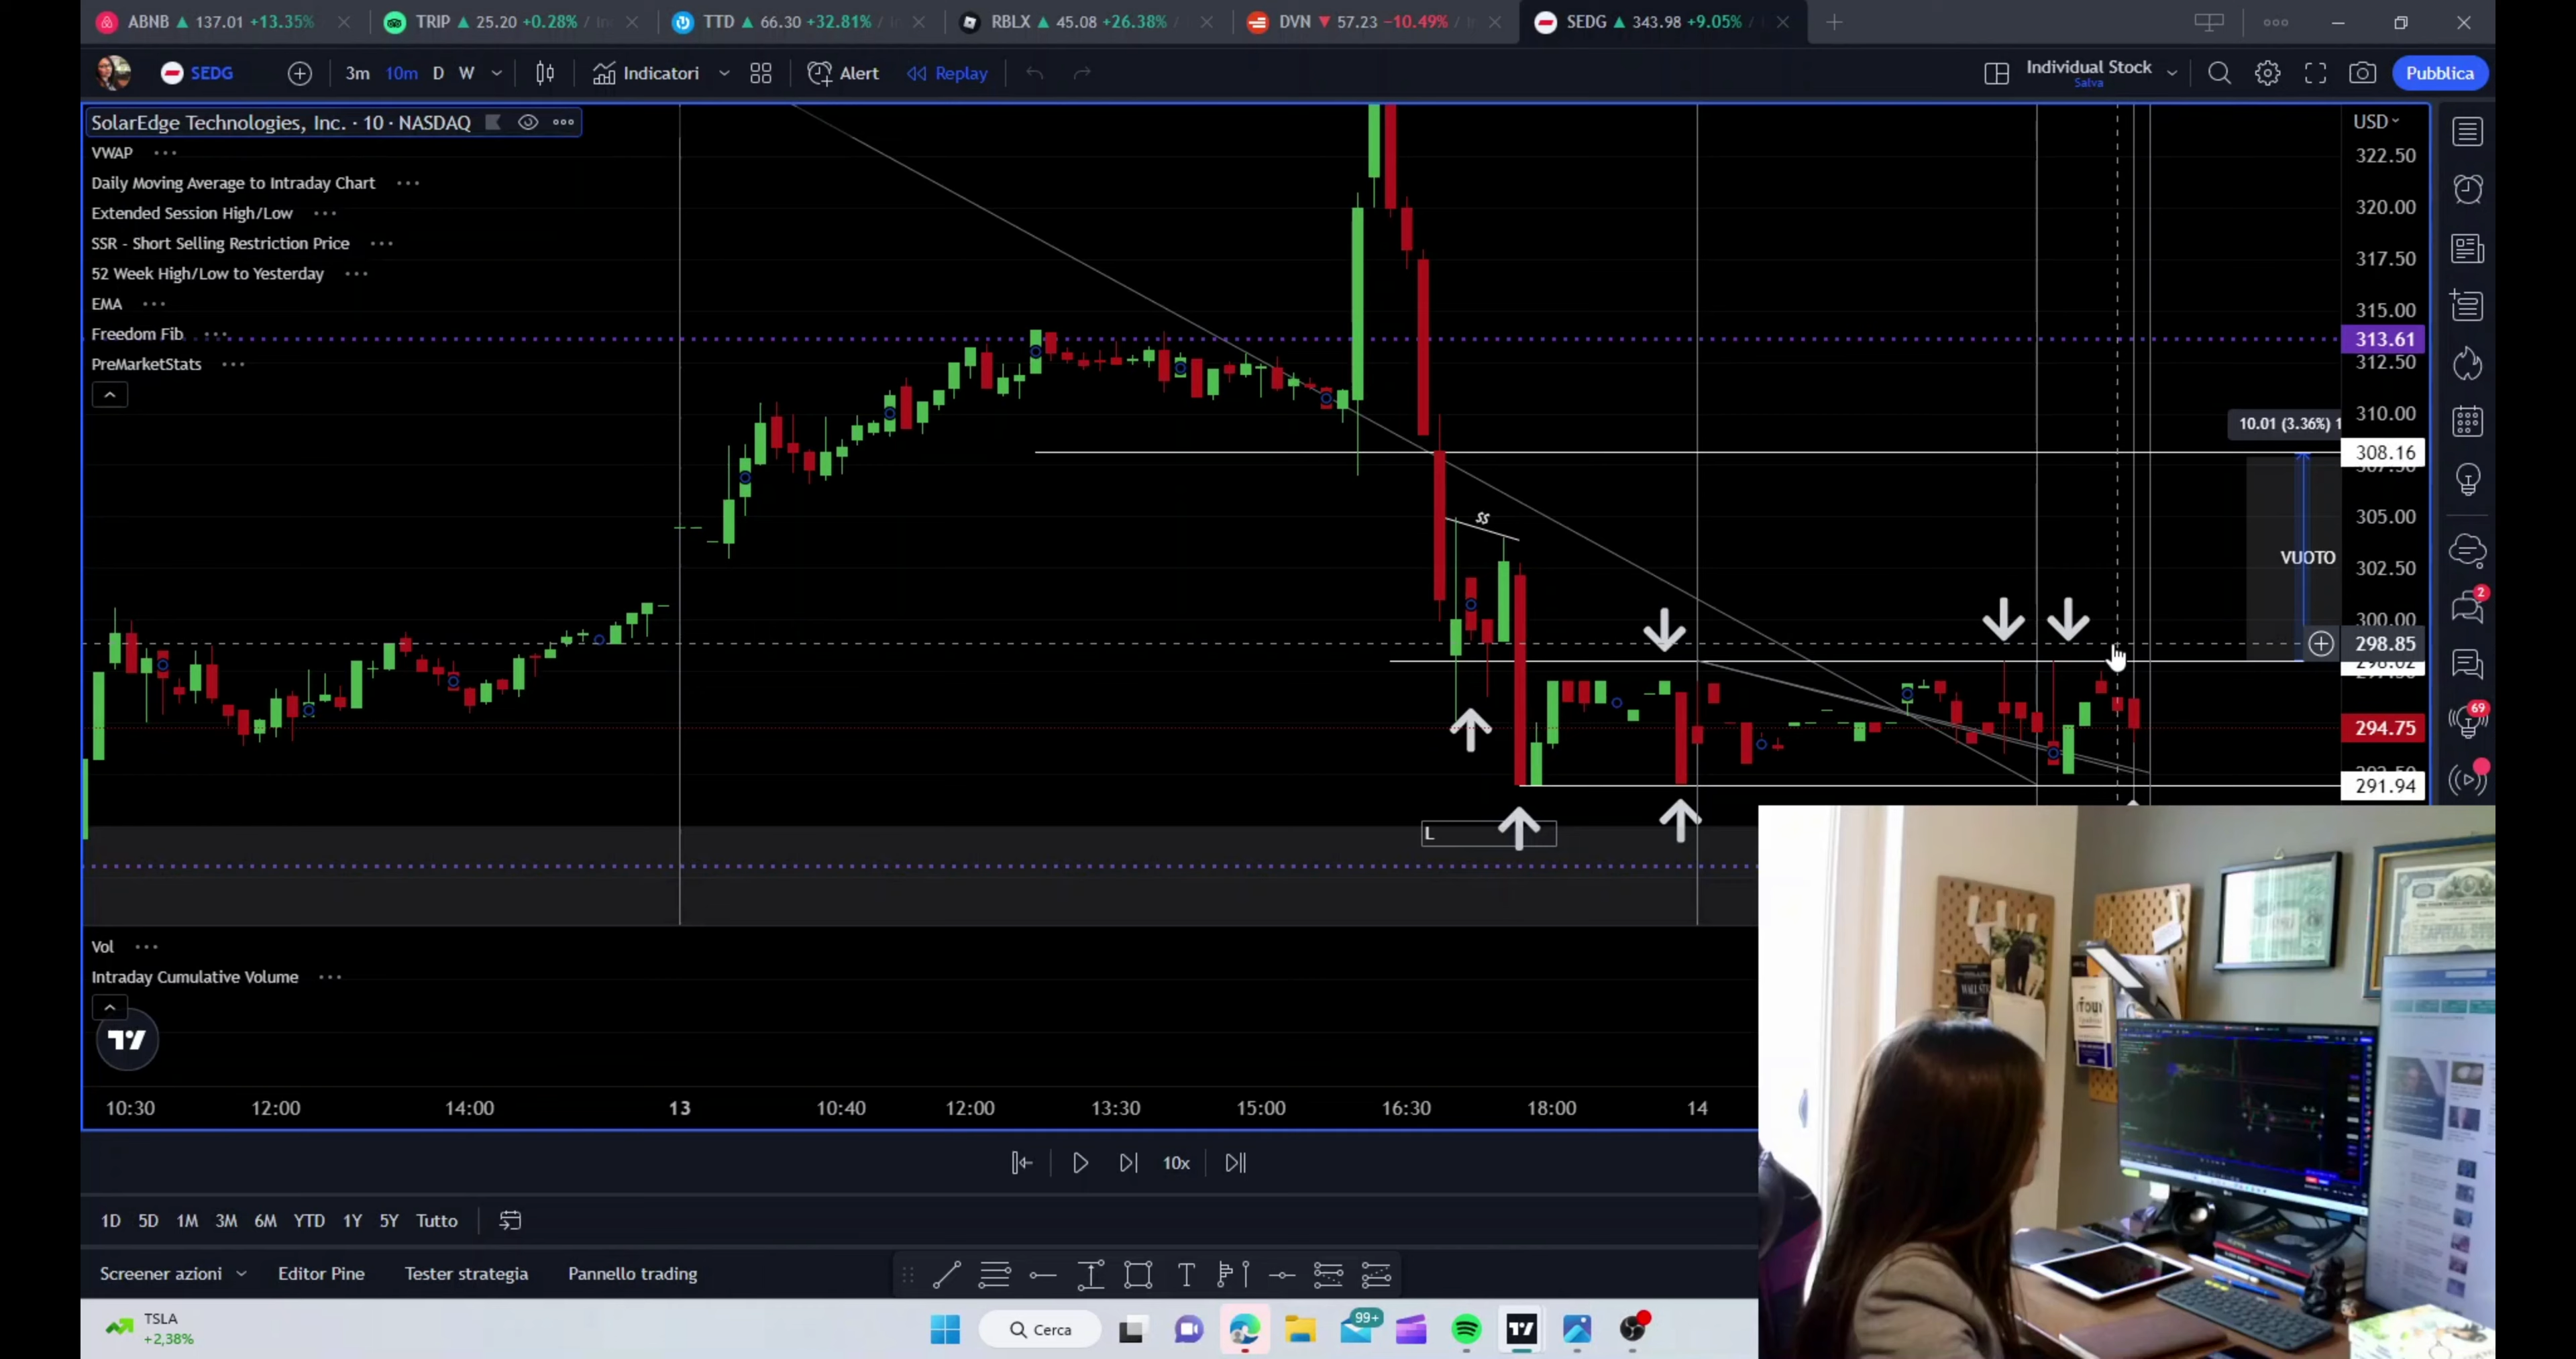 ABNB ▲ 137.01 +13.35%
TRIP ▲ 25.20 +0.28% /
TTD ▲ 66.30 +32.81% /
RBLX ▲ 45.08 +26.38% /
DVN ▼ 57.23 −10.49% /
SEDG ▲ 343.98 +9.05% /
SEDG
3m 10m D W
Indicatori
Alert
Replay
Individual Stock
Salva
Pubblica
SolarEdge Technologies, Inc. · 10 · NASDAQ
VWAP
Daily Moving Average to Intraday Chart
Extended Session High/Low
SSR - Short Selling Restriction Price
52 Week High/Low to Yesterday
EMA
Freedom Fib
PreMarketStats
USD
322.50
320.00
317.50
315.00
313.61
312.50
310.00
10.01 (3.36%) 1
308.16
305.00
$$
VUOTO
302.50
300.00
298.85
294.75
291.94
L
2
69
Vol
Intraday Cumulative Volume
10:30 12:00 14:00 13 10:40 12:00 13:30 15:00 16:30 18:00 14
10x
1D 5D 1M 3M 6M YTD 1Y 5Y Tutto
Screener azioni Editor Pine Tester strategia Pannello trading
TSLA
+2,38%
Cerca
99+